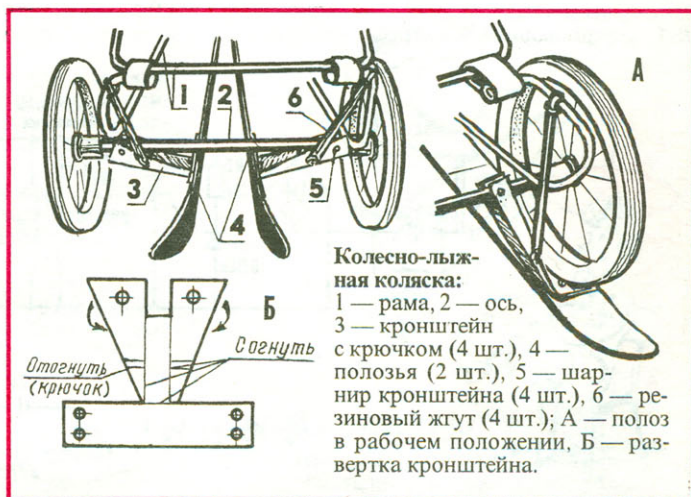 А
1
2
6
3
4
5
Б
Отогнуть
(крючок)
Согнуть
Колесно-лыж-
ная коляска:
1 — рама, 2 — ось,
3 — кронштейн
с крючком (4 шт.), 4 —
полозья (2 шт.), 5 — шар-
нир кронштейна (4 шт.), 6 — ре-
зиновый жгут (4 шт.); А — полоз
в рабочем положении, Б — раз-
вертка кронштейна.